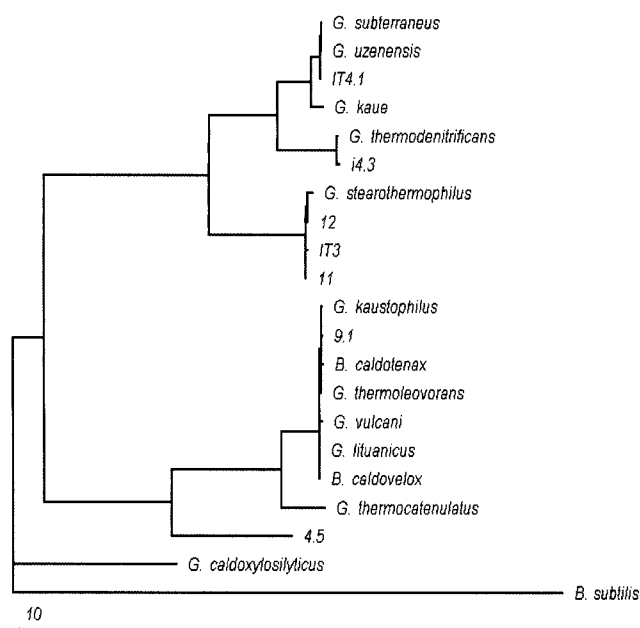 G. subterraneus
G. uzenensis
IT4.1
G. kaue
G. thermodenitrificans
i4.3
G. stearothermophilus
12
IT3
11
G. kaustophilus
9.1
B. caldotenax
G. thermoleovorans
G. vulcani
G. lituanicus
B. caldovelox
G. thermocatenulatus
4.5
G. caldoxylosilyticus
B. subtilis
10